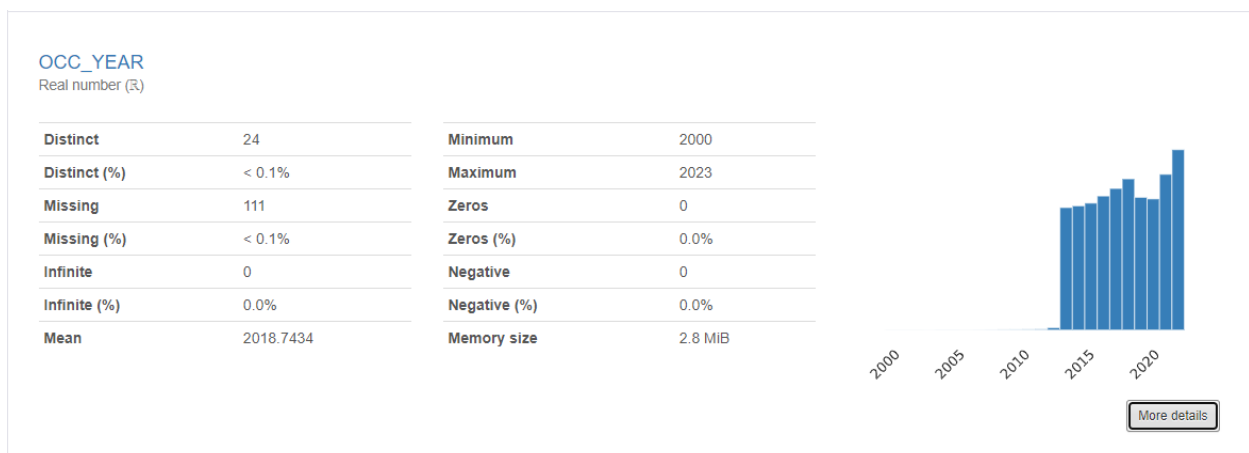 OCC_YEAR
Real number (ℝ)
Distinct 24
Distinct (%) < 0.1%
Missing 111
Missing (%) < 0.1%
Infinite 0
Infinite (%) 0.0%
Mean 2018.7434
Minimum 2000
Maximum 2023
Zeros 0
Zeros (%) 0.0%
Negative 0
Negative (%) 0.0%
Memory size 2.8 MiB
2000 2005 2010 2015 2020
More details